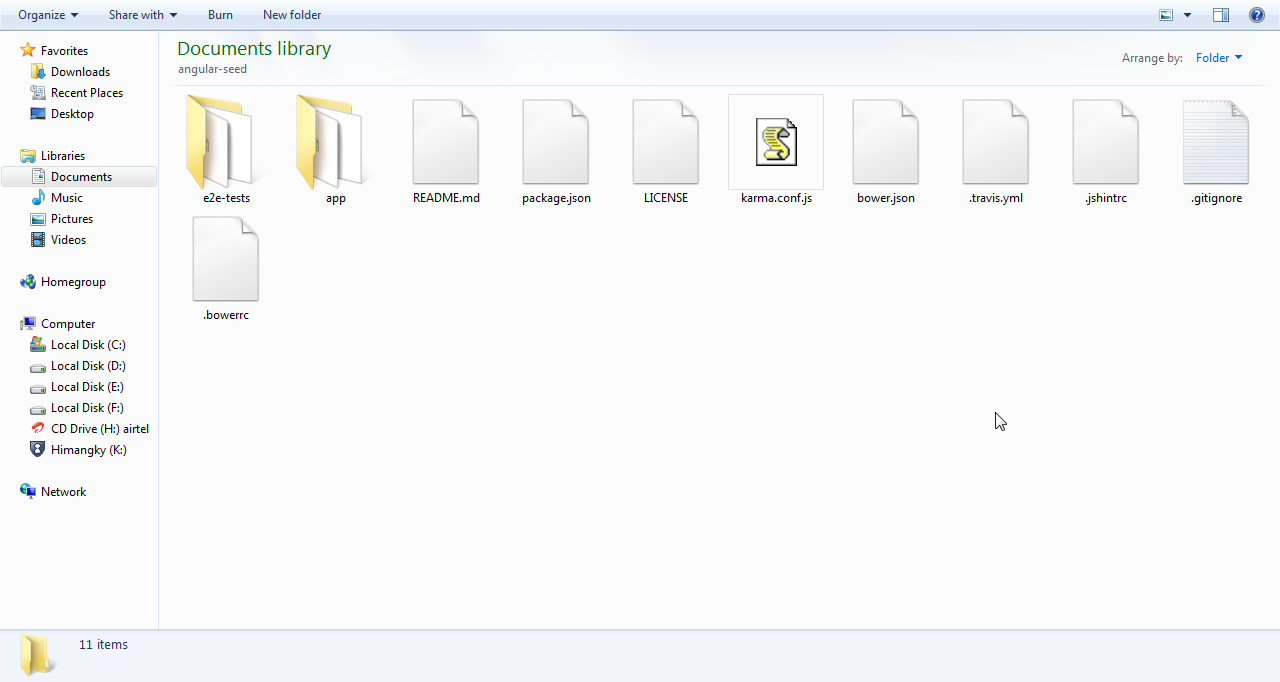 Organize Share with Burn New folder
Documents library
angular-seed
Arrange by: Folder
Favorites
Downloads
Recent Places
Desktop
Libraries
Documents
Music
Pictures
Videos
Homegroup
Computer
Local Disk (C:)
Local Disk (D:)
Local Disk (E:)
Local Disk (F:)
CD Drive (H:) airtel
Himangky (K:)
Network
e2e-tests app README.md package.json LICENSE karma.conf.js bower.json .travis.yml .jshintrc .gitignore
.bowerrc
11 items